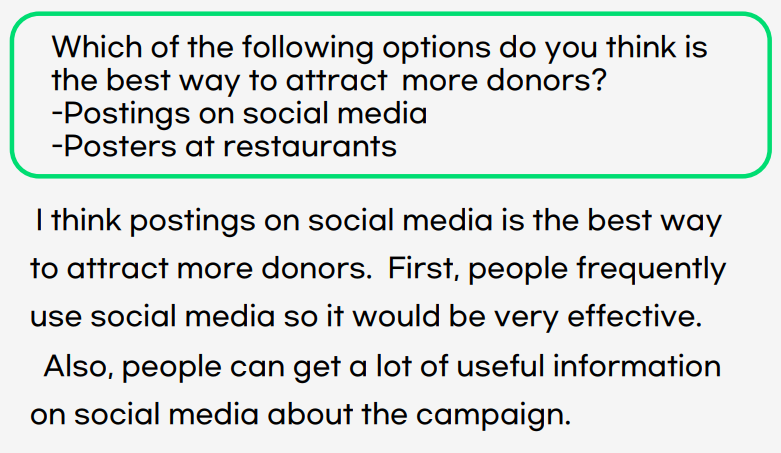 Which of the following options do you think is
the best way to attract more donors?
-Postings on social media
-Posters at restaurants
I think postings on social media is the best way
to attract more donors. First, people frequently
use social media so it would be very effective.
Also, people can get a lot of useful information
on social media about the campaign.